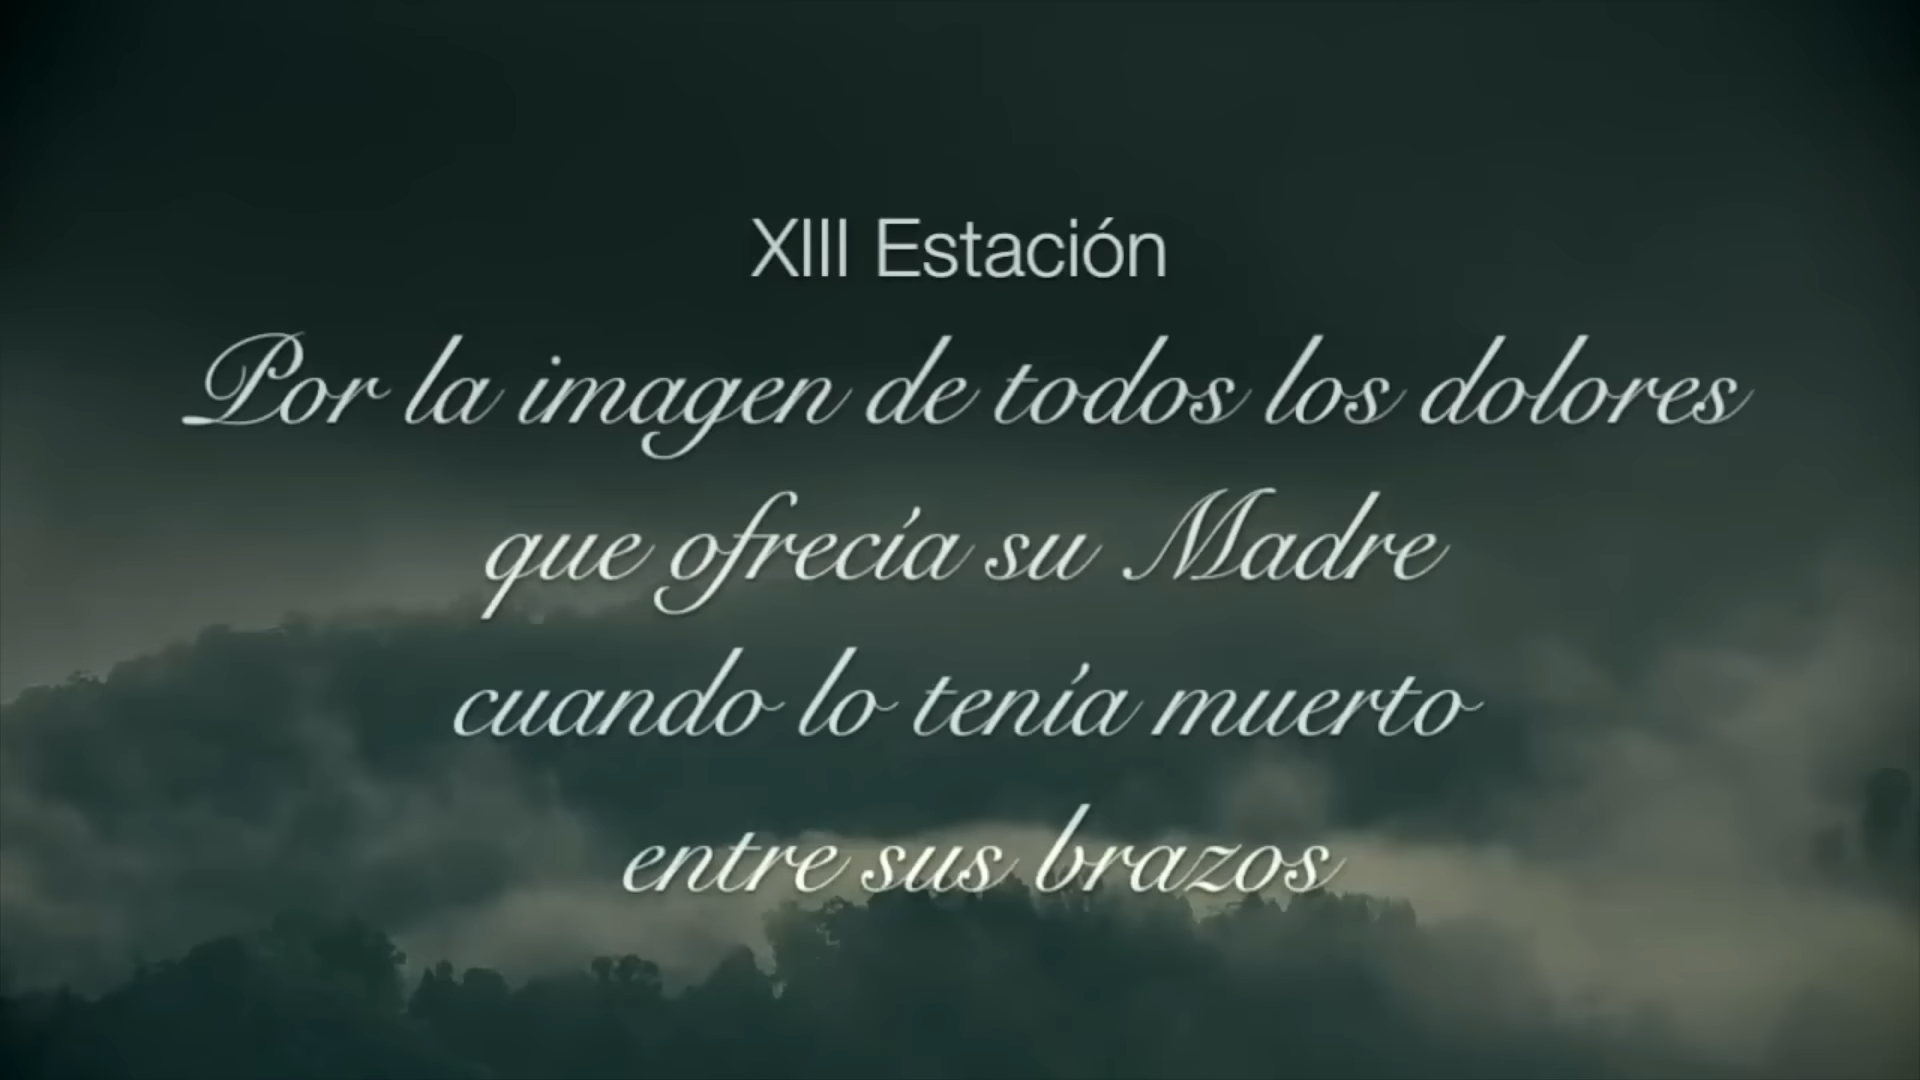 XIII Estación
Por la imagen de todos los dolores
que ofrecía su Madre
cuando lo tenía muerto
entre sus brazos